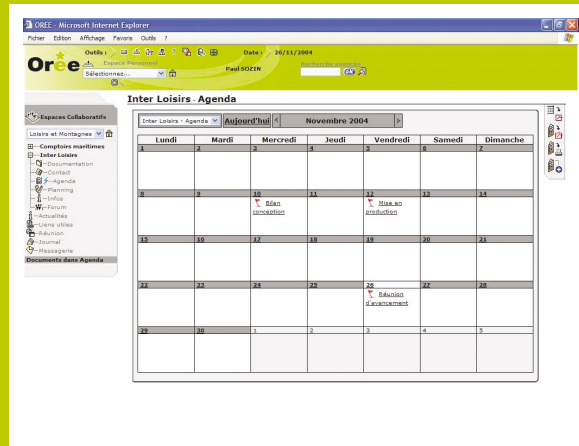 OREE - Microsoft Internet Explorer
Fichier Edition Affichage Favoris Outils ?
Outils : ? Date : 26/11/2004
Orée
Espace Personnel
Sélectionnez...
Paul SOZIN
Recherche avancée
OK
Inter Loisirs - Agenda
Espaces Collaboratifs
Loisirs et Montagnes
Comptoirs maritimes
Inter Loisirs
Documentation
Contact
Agenda
Planning
Infos
Forum
Actualités
Liens utiles
Réunion
Journal
Messagerie
Documents dans Agenda
Inter Loisirs - Agenda Aujourd'hui < Novembre 2004 >
Lundi Mardi Mercredi Jeudi Vendredi Samedi Dimanche
1 2 3 4 5 6 7
8 9 10 11 12 13 14
Bilan conception
Mise en production
15 16 17 18 19 20 21
22 23 24 25 26 27 28
Réunion d'avancement
29 30 1 2 3 4 5